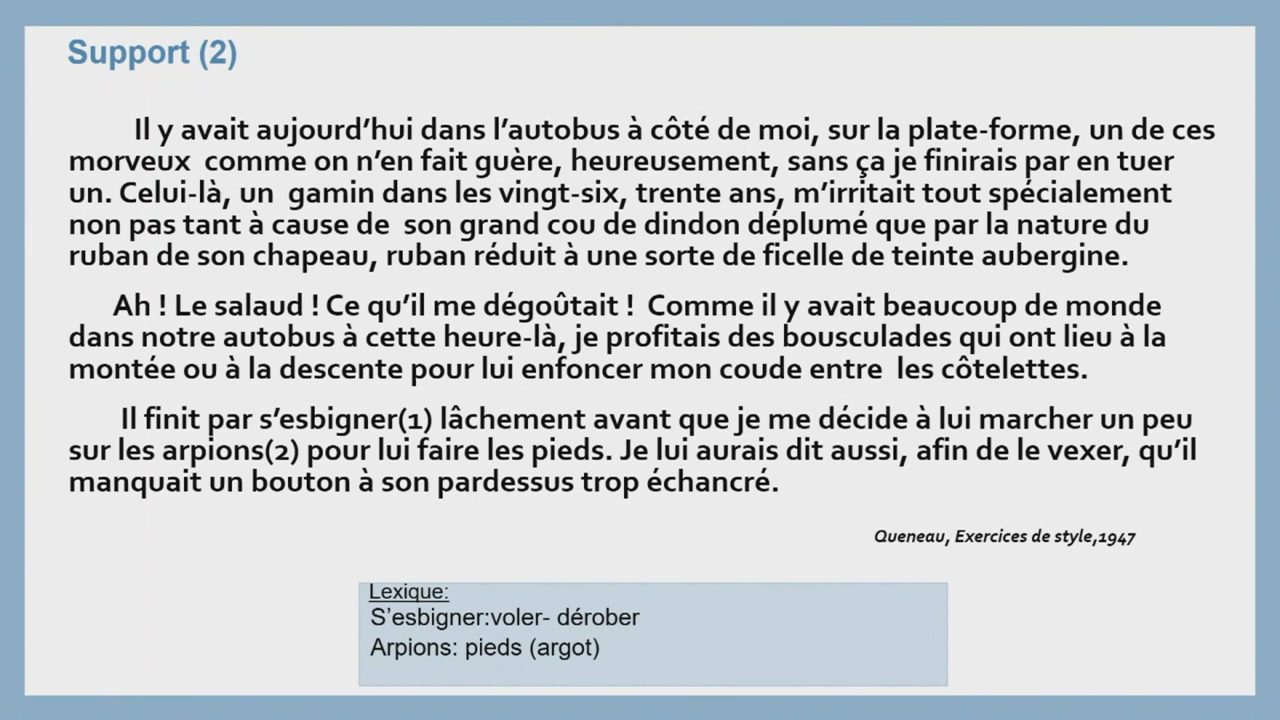 Support (2)
Il y avait aujourd’hui dans l’autobus à côté de moi, sur la plate-forme, un de ces
morveux comme on n’en fait guère, heureusement, sans ça je finirais par en tuer
un. Celui-là, un gamin dans les vingt-six, trente ans, m’irritait tout spécialement
non pas tant à cause de son grand cou de dindon déplumé que par la nature du
ruban de son chapeau, ruban réduit à une sorte de ficelle de teinte aubergine.
Ah ! Le salaud ! Ce qu’il me dégoûtait ! Comme il y avait beaucoup de monde
dans notre autobus à cette heure-là, je profitais des bousculades qui ont lieu à la
montée ou à la descente pour lui enfoncer mon coude entre les côtelettes.
Il finit par s’esbigner(1) lâchement avant que je me décide à lui marcher un peu
sur les arpions(2) pour lui faire les pieds. Je lui aurais dit aussi, afin de le vexer, qu’il
manquait un bouton à son pardessus trop échancré.
Queneau, Exercices de style,1947
Lexique:
S’esbigner:voler- dérober
Arpions: pieds (argot)